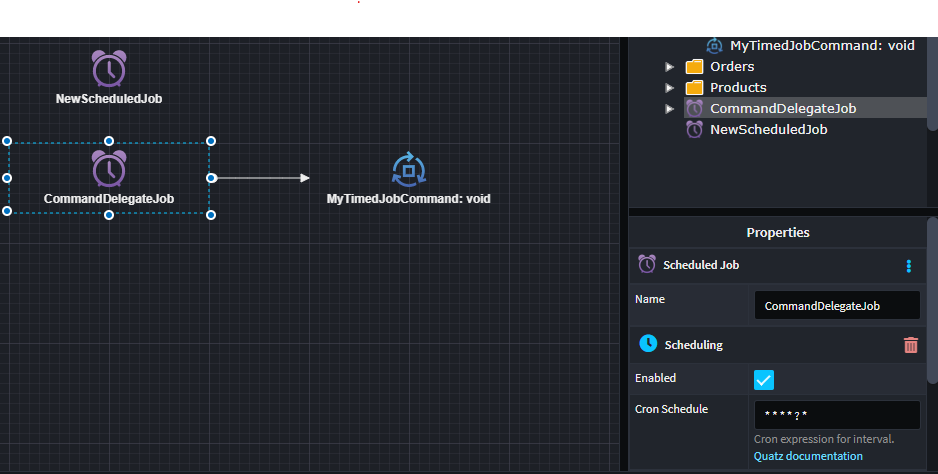 NewScheduledJob
CommandDelegateJob
MyTimedJobCommand: void
MyTimedJobCommand: void
Orders
Products
CommandDelegateJob
NewScheduledJob
Properties
Scheduled Job
Name
CommandDelegateJob
Scheduling
Enabled
Cron Schedule
* * * * ? *
Cron expression for interval.
Quatz documentation